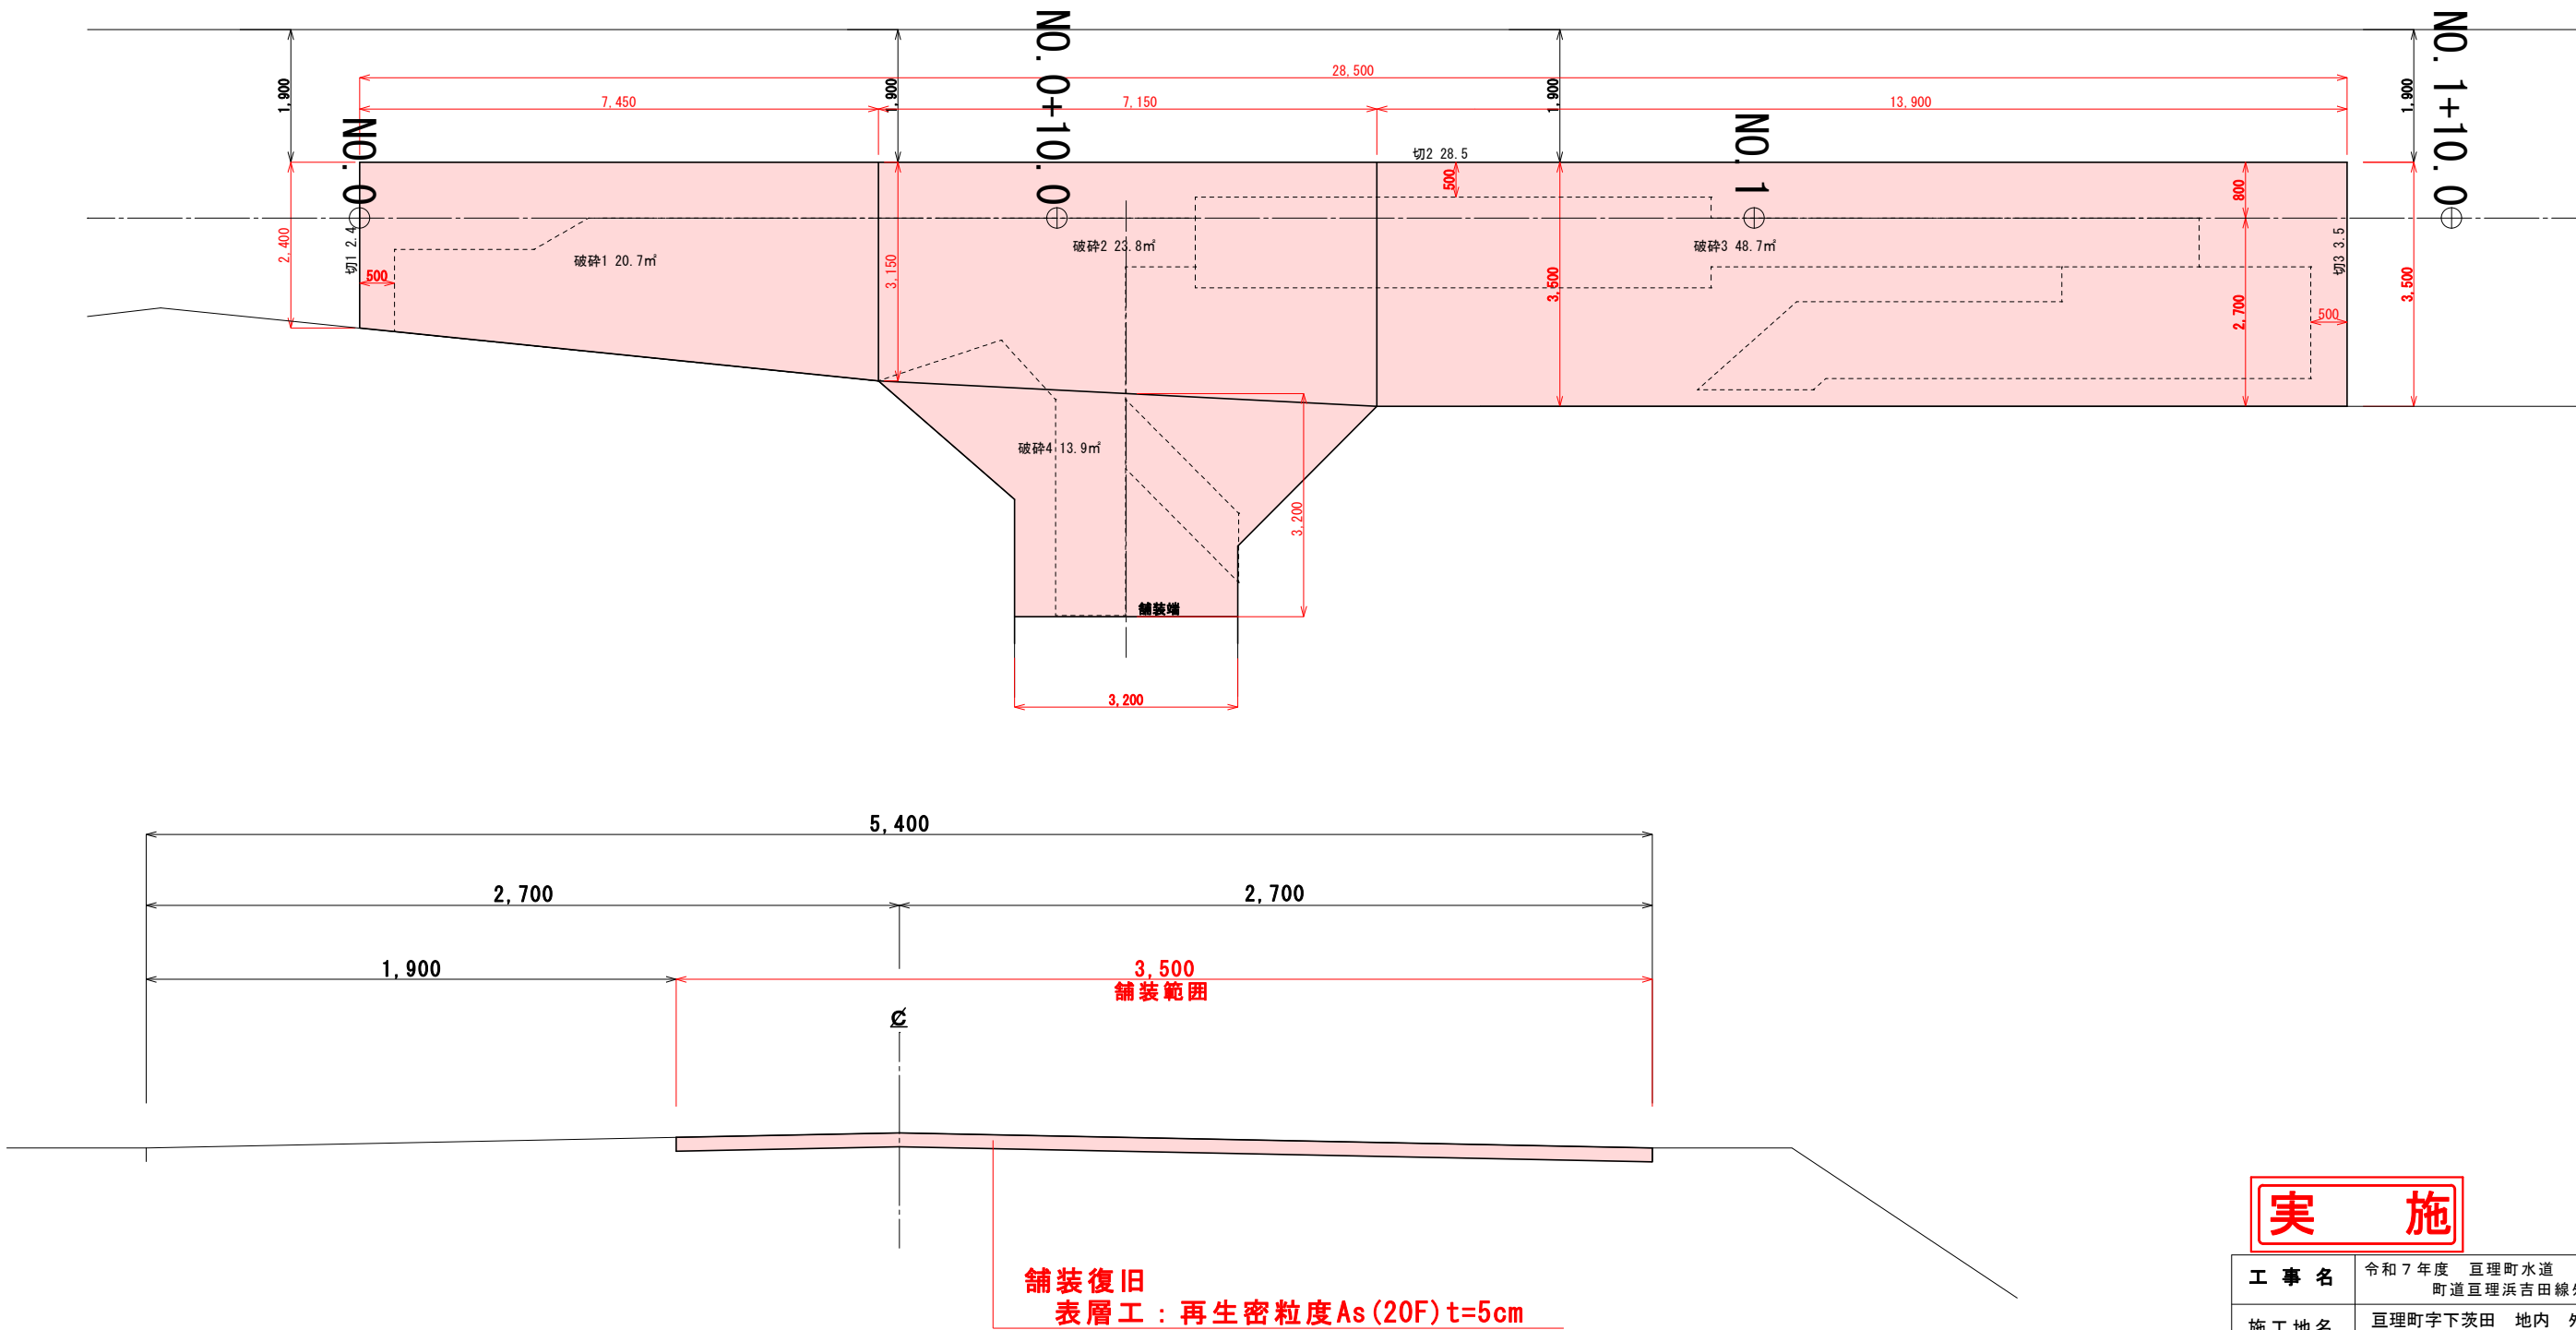 NO. 0
NO. 0+10. 0
NO. 1
NO. 1+10. 0
1,900
1,900
1,900
1,900
28,500
7,450
7,150
13,900
切2 28.5
2,400
切1 2.4
500
破砕1 20.7㎡
3,150
破砕2 23.8㎡
500
3,500
破砕3 48.7㎡
800
2,700
切3 3.5
500
3,500
破砕4 13.9㎡
3,200
舗装端
3,200
5,400
2,700
2,700
1,900
3,500
舗装範囲
℄
舗装復旧
表層工：再生密粒度As(20F)t=5cm
実 施
工 事 名
令和７年度 亘理町水道
町道亘理浜吉田線
施工地名
亘理町字下茨田 地内